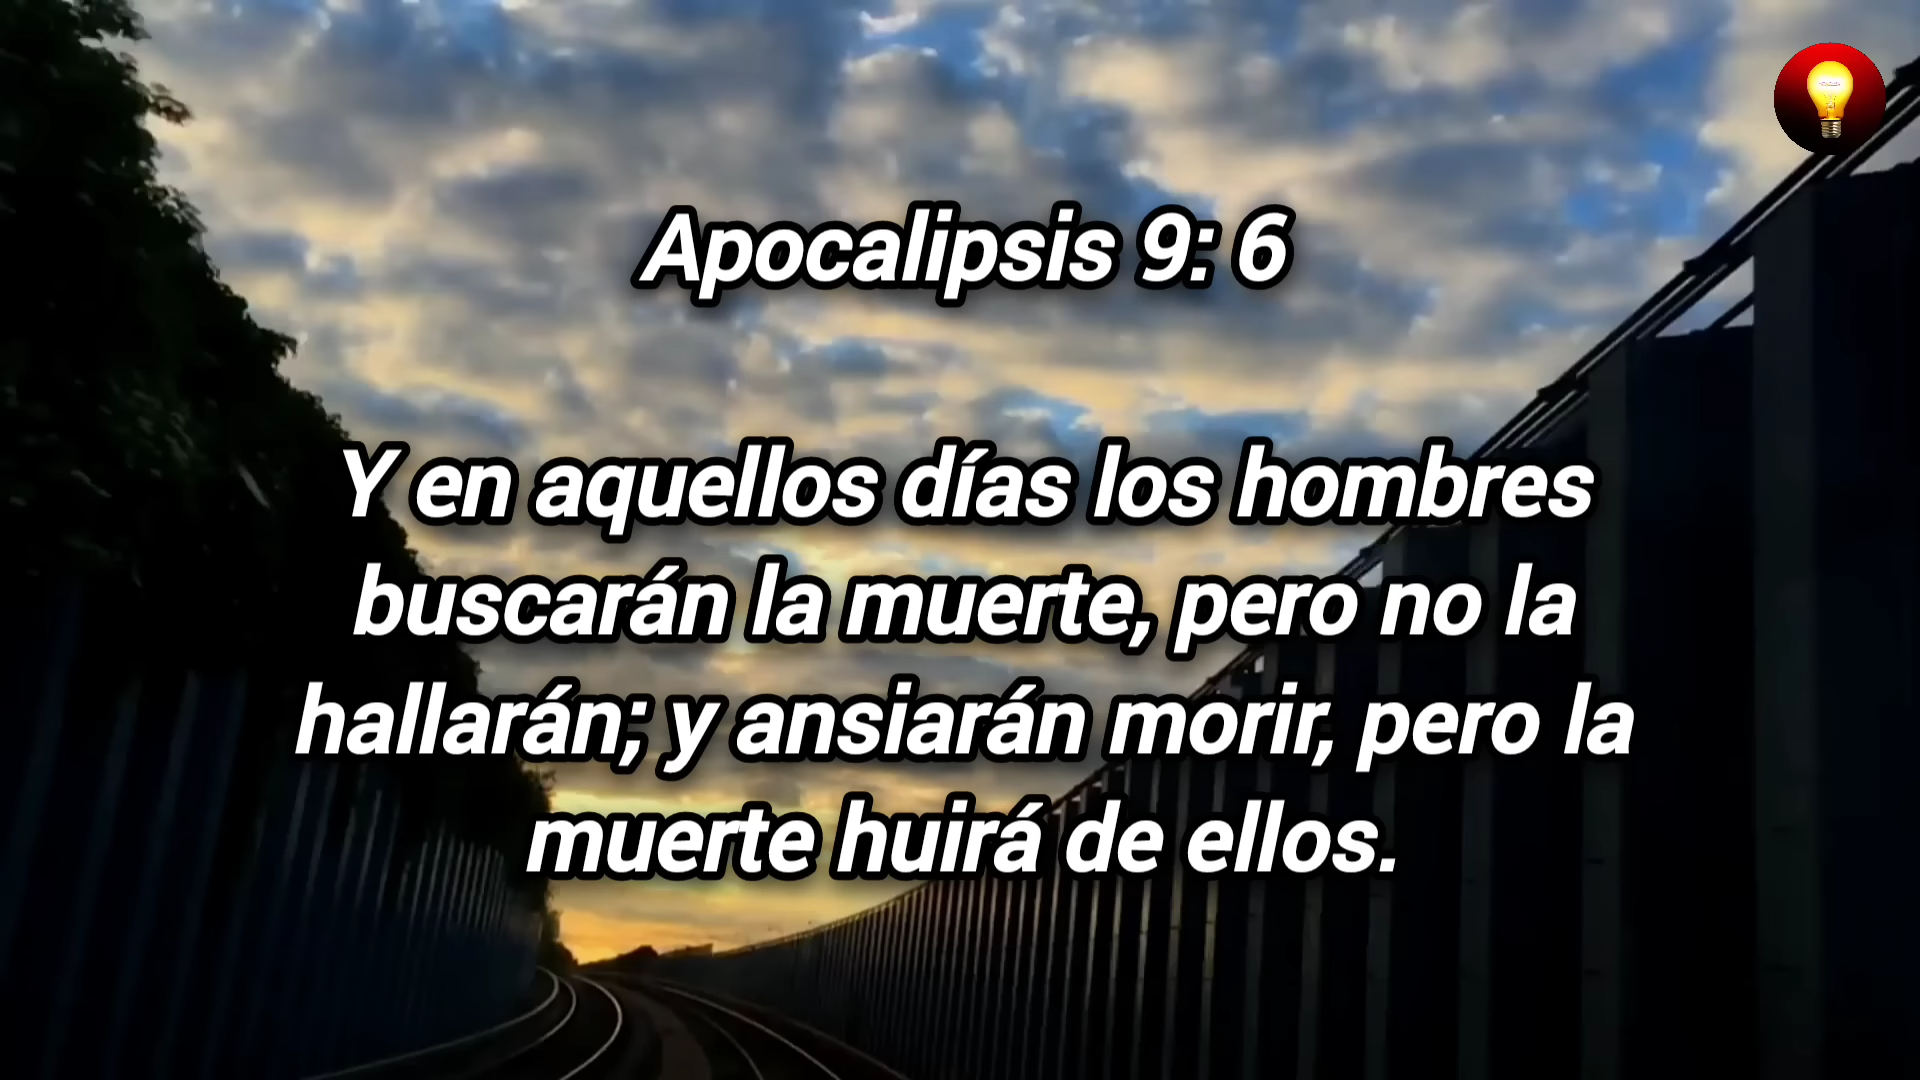 Apocalipsis 9: 6
Y en aquellos días los hombres
buscarán la muerte, pero no la
hallarán; y ansiarán morir, pero la
muerte huirá de ellos.